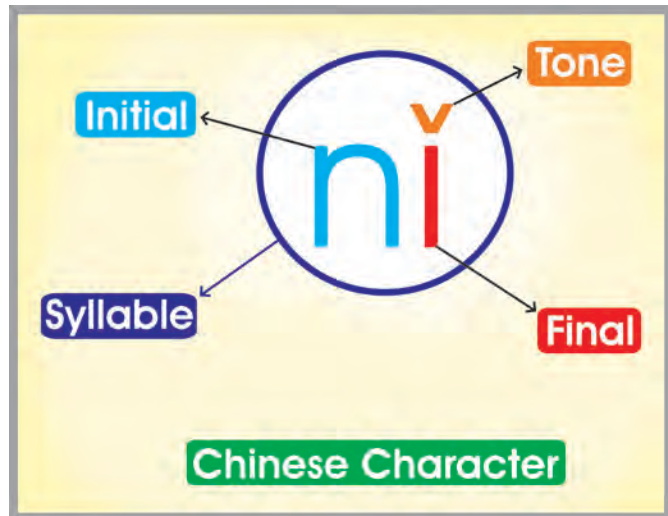 Tone
Initial
nǐ
Syllable
Final
Chinese Character